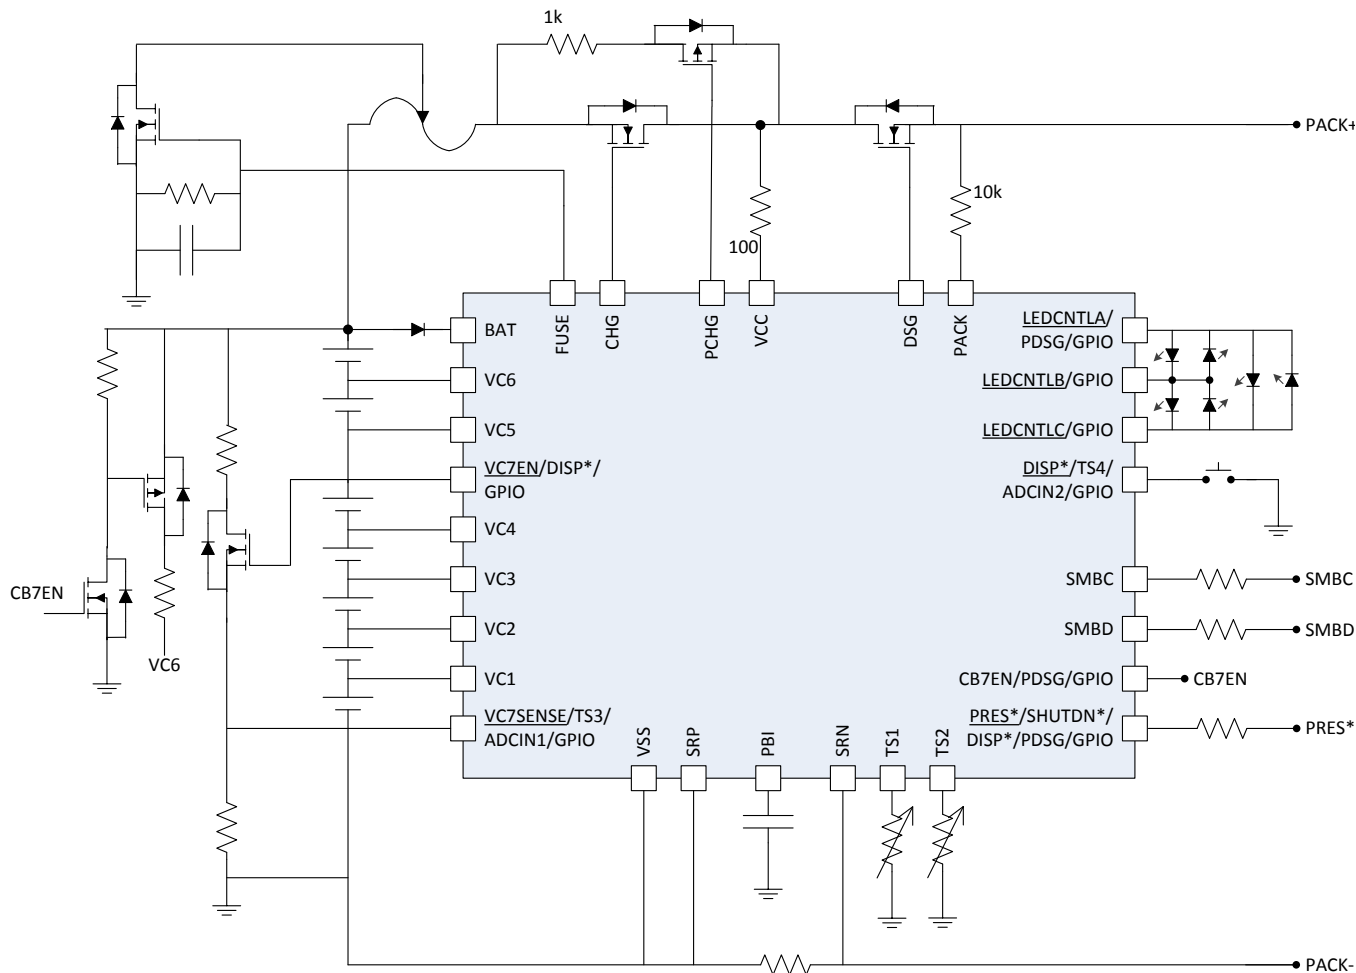 1k
PACK+
10k
100
FUSE
CHG
PCHG
VCC
DSG
PACK
BAT
VC6
VC5
VC7EN/DISP*/
GPIO
VC4
VC3
VC2
VC1
VC7SENSE/TS3/
ADCIN1/GPIO
LEDCNTLA/
PDSG/GPIO
LEDCNTLB/GPIO
LEDCNTLC/GPIO
DISP*/TS4/
ADCIN2/GPIO
SMBC
SMBC
SMBD
SMBD
CB7EN/PDSG/GPIO
CB7EN
PRES*/SHUTDN*/
DISP*/PDSG/GPIO
PRES*
CB7EN
VC6
VSS
SRP
PBI
SRN
TS1
TS2
PACK-